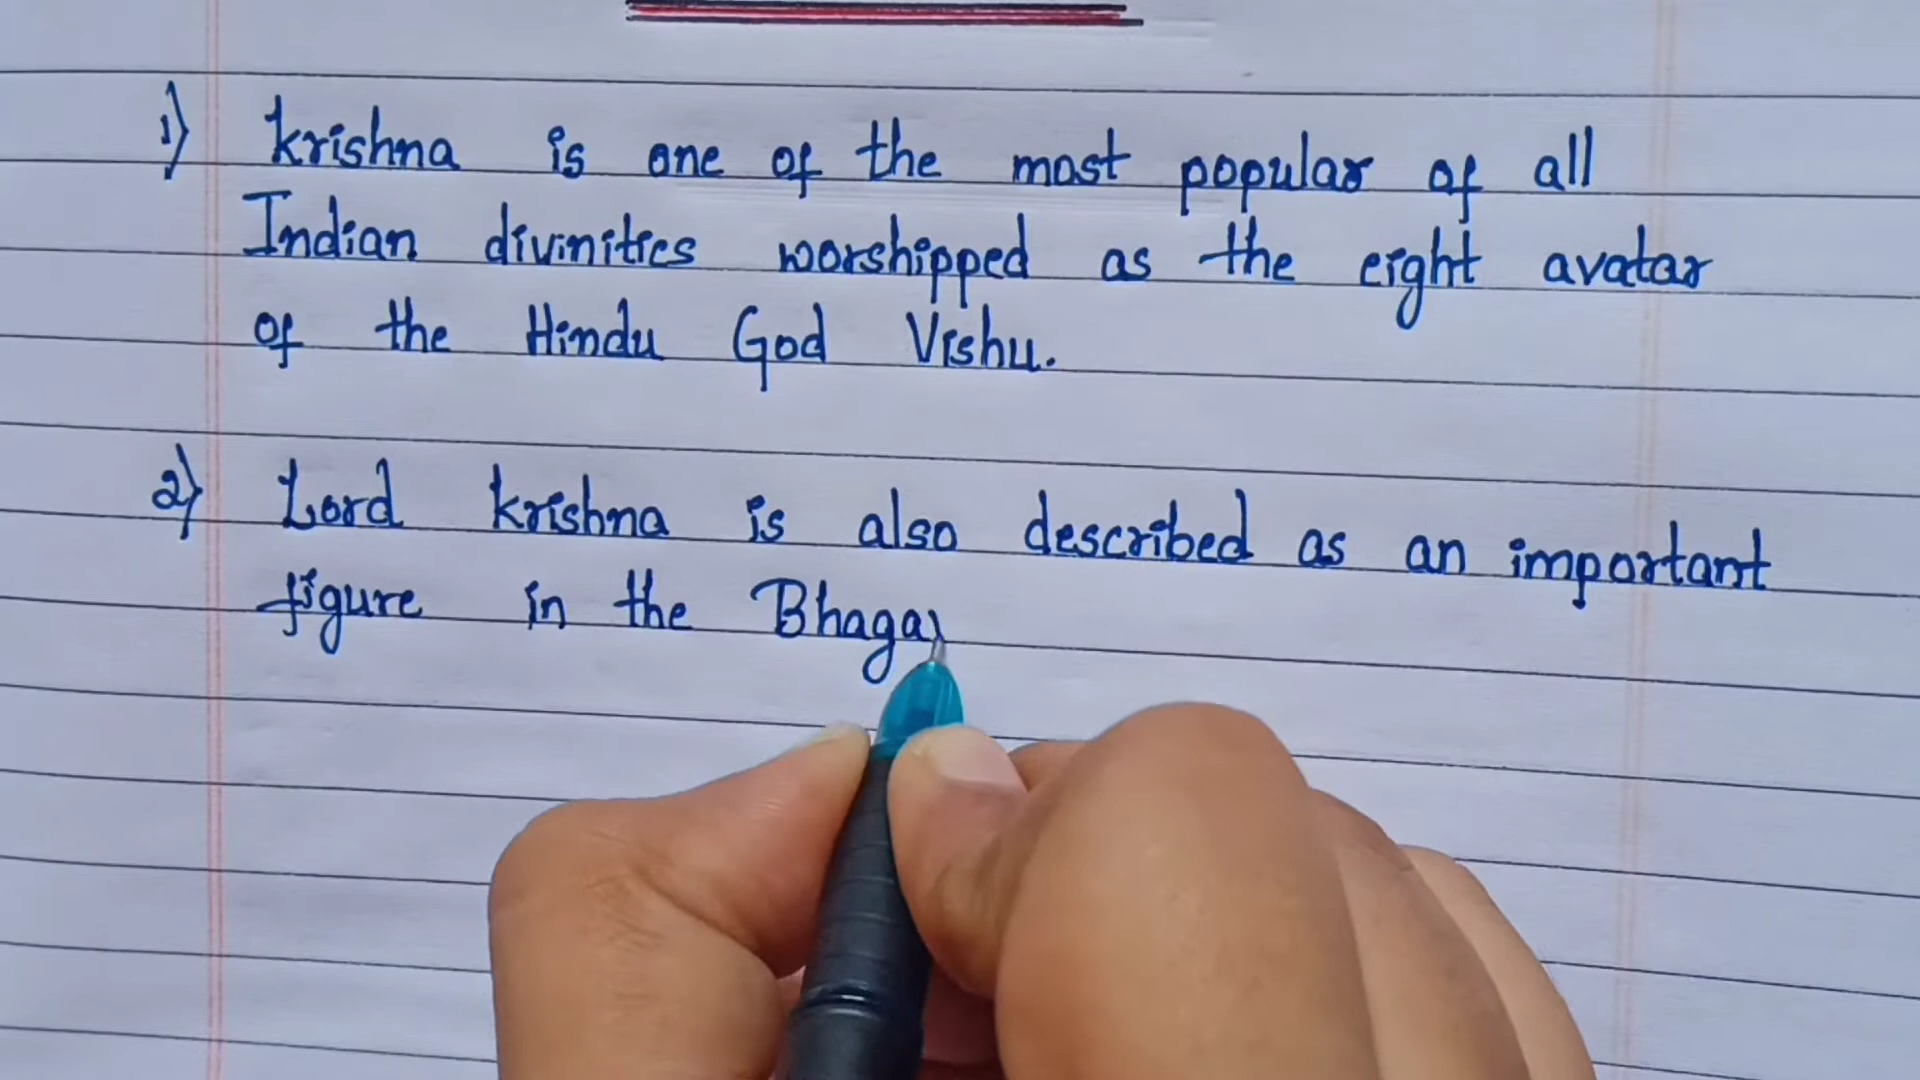 1) krishna is one of the most popular of all
Indian divinities worshipped as the eight avatar
of the Hindu God Vishu.
2) Lord krishna is also described as an important
figure in the Bhagav